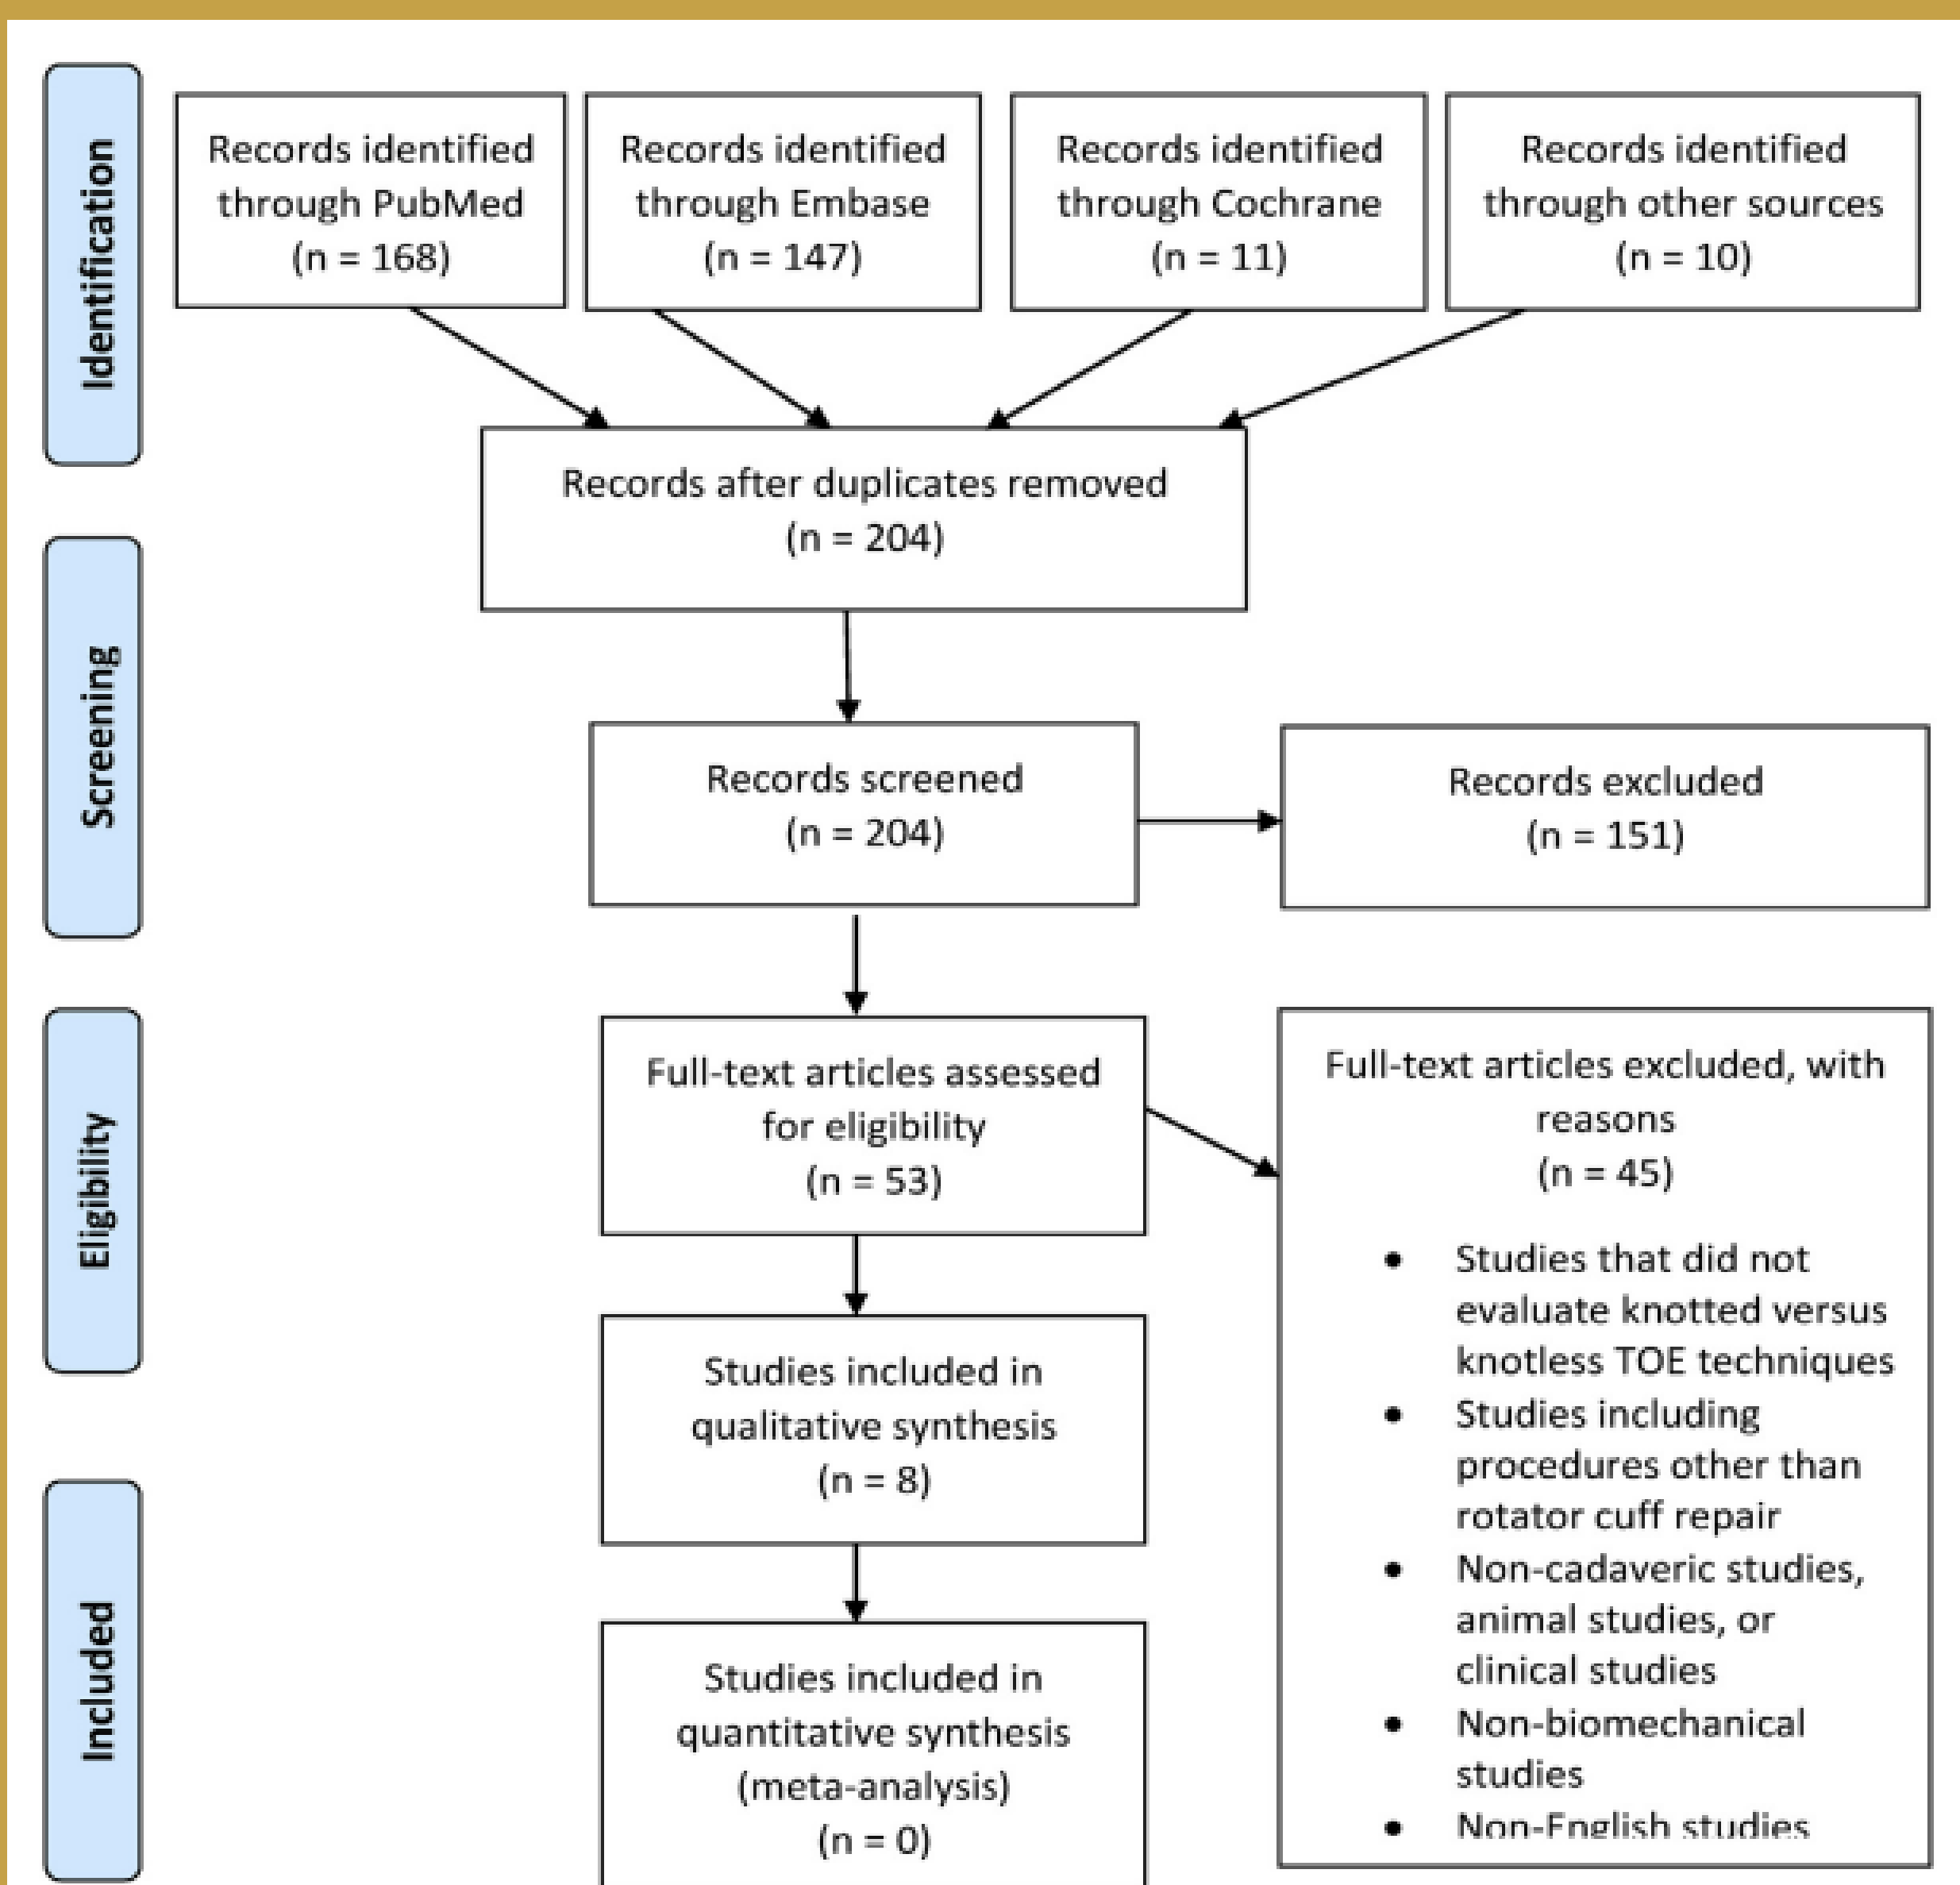 Identification
Records identified
through PubMed
(n = 168)
Records identified
through Embase
(n = 147)
Records identified
through Cochrane
(n = 11)
Records identified
through other sources
(n = 10)
Records after duplicates removed
(n = 204)
Screening
Records screened
(n = 204)
Records excluded
(n = 151)
Eligibility
Full-text articles assessed
for eligibility
(n = 53)
Full-text articles excluded, with
reasons
(n = 45)
• Studies that did not
evaluate knotted versus
knotless TOE techniques
• Studies including
procedures other than
rotator cuff repair
• Non-cadaveric studies,
animal studies, or
clinical studies
• Non-biomechanical
studies
• Non-English studies
Studies included in
qualitative synthesis
(n = 8)
Included
Studies included in
quantitative synthesis
(meta-analysis)
(n = 0)